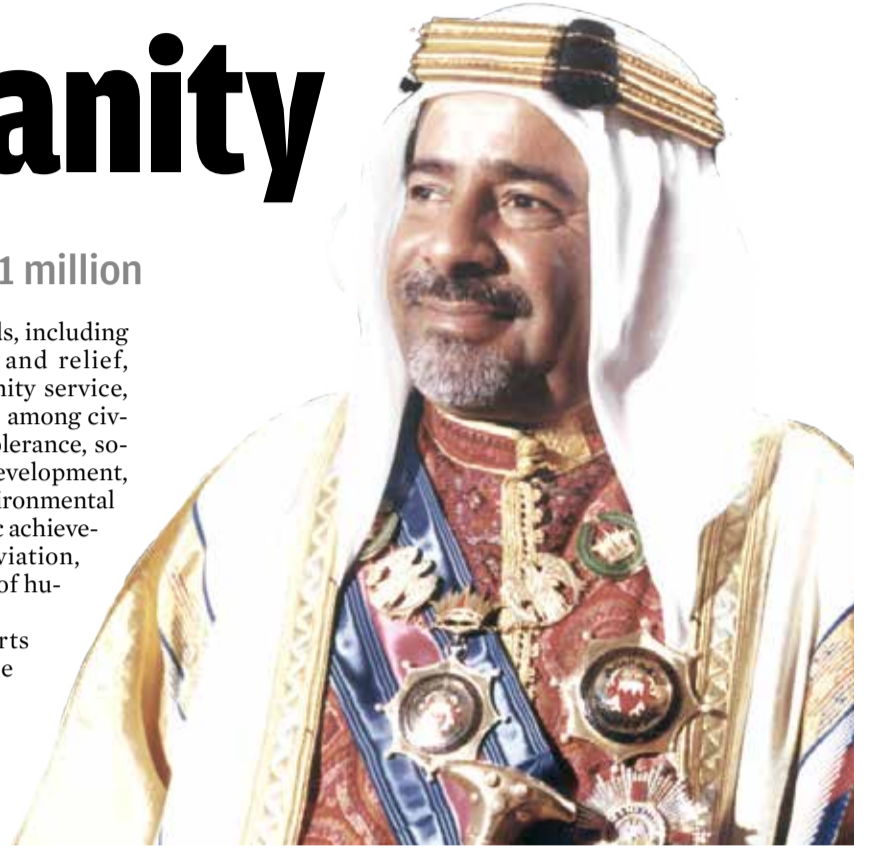 anity
1 million
ls, including
and relief,
nity service,
among civ-
olerance, so-
evelopment,
ironmental
c achieve-
viation,
of hu-
rts
e